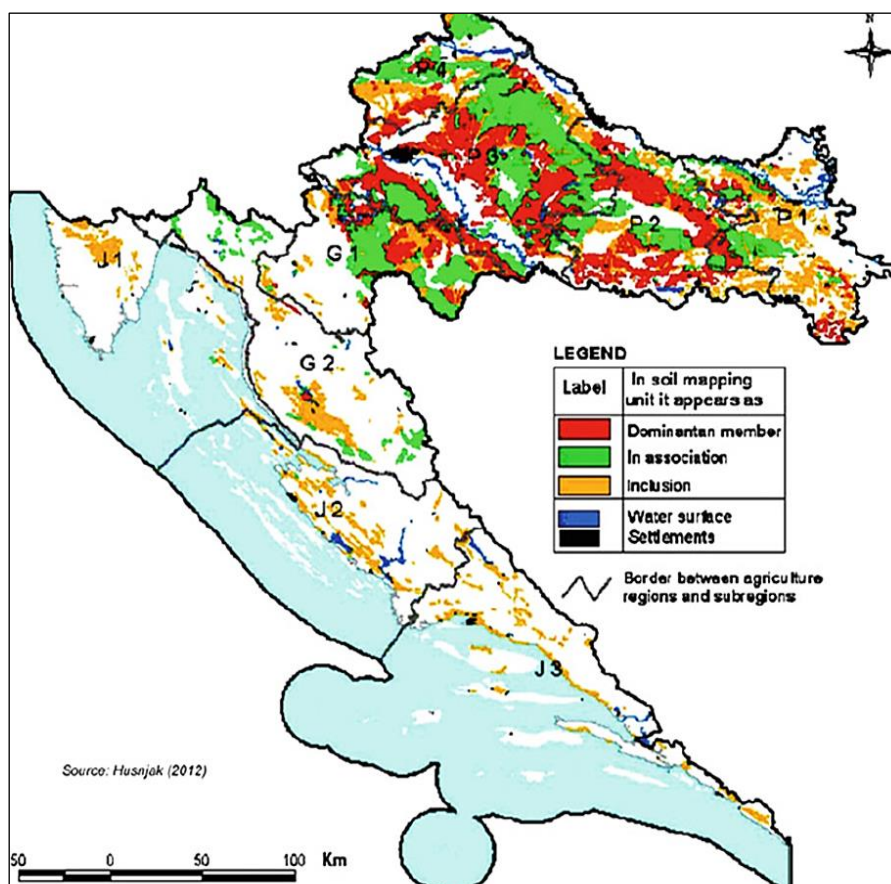 N
P 4
P 3
P 2
P 1
J 1
G 1
G 2
J 2
J 3
LEGEND
Label
In soil mapping
unit it appears as
Dominantan member
In association
Inclusion
Water surface
Settlements
Border between agriculture
regions and subregions
Source: Husnjak (2012)
50 0 50 100 Km